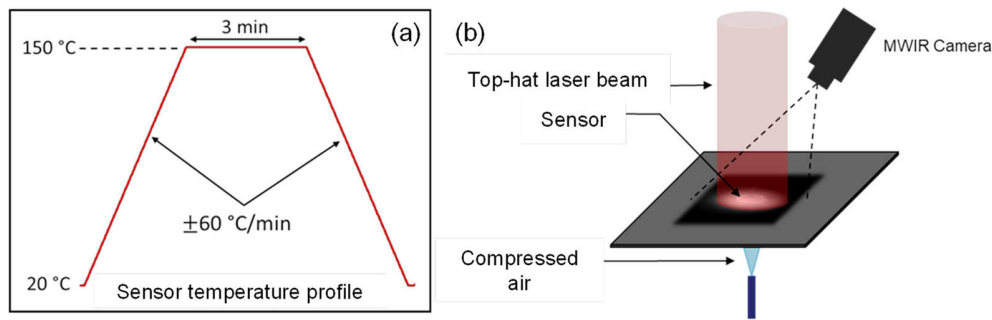 3 min
(a)
150 °C
±60 °C/min
20 °C
Sensor temperature profile
(b)
MWIR Camera
Top-hat laser beam
Sensor
Compressed
air